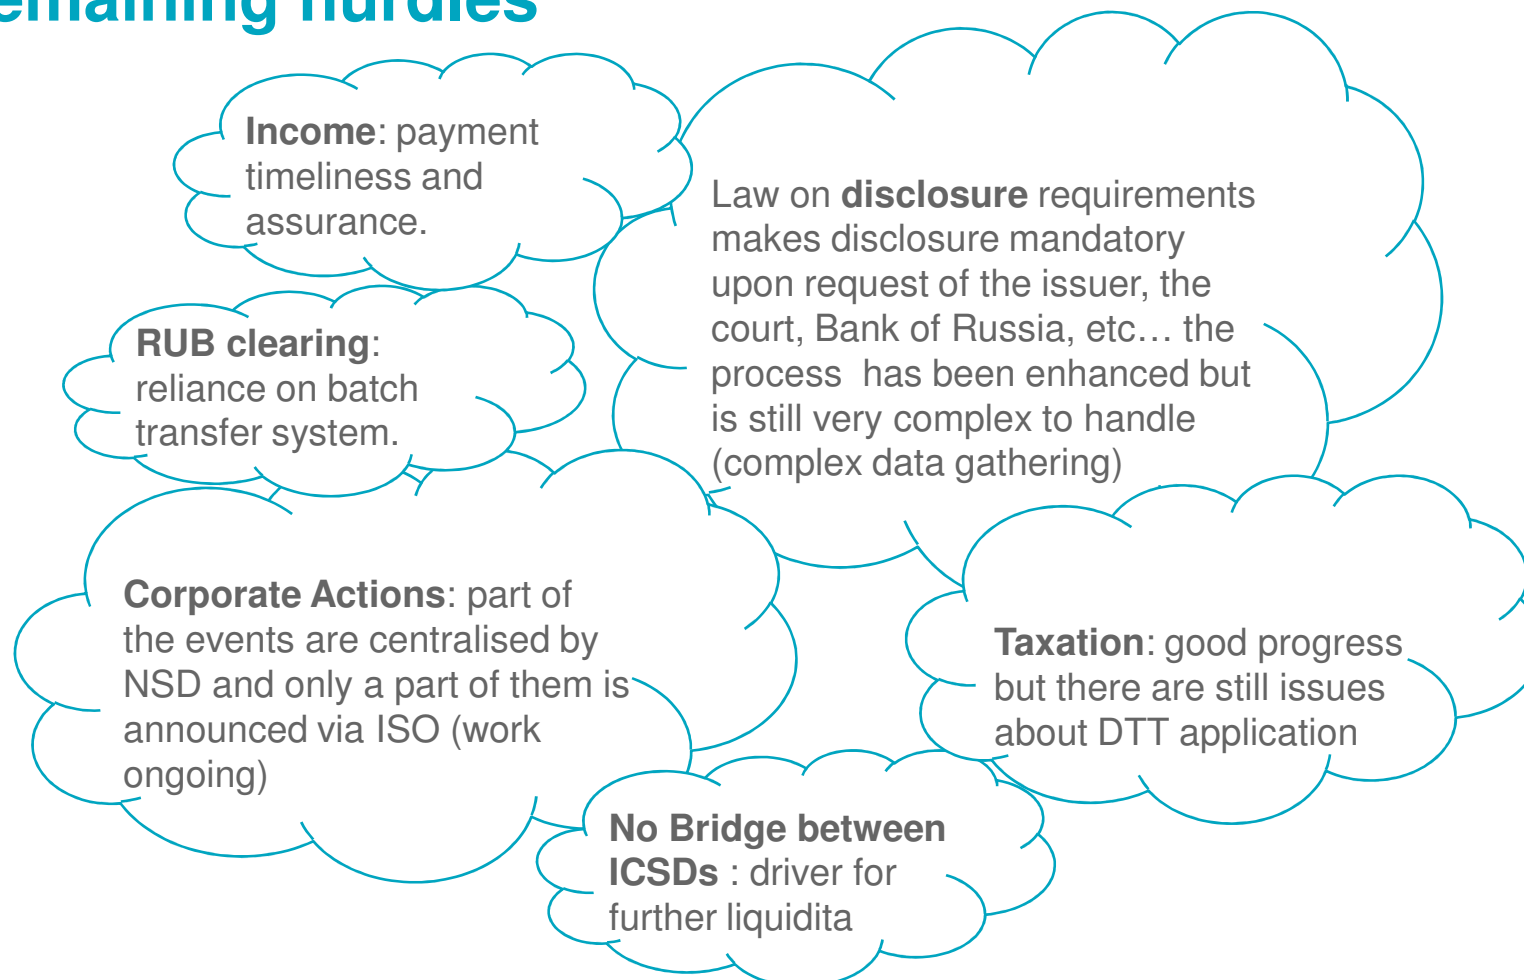 emaining hurdles
Income: payment
timeliness and
assurance.
Law on disclosure requirements
makes disclosure mandatory
upon request of the issuer, the
court, Bank of Russia, etc… the
process  has been enhanced but
is still very complex to handle
(complex data gathering)
RUB clearing:
reliance on batch
transfer system.
Corporate Actions: part of
the events are centralised by
NSD and only a part of them is
announced via ISO (work
ongoing)
Taxation: good progress
but there are still issues
about DTT application
No Bridge between
ICSDs : driver for
further liquidita